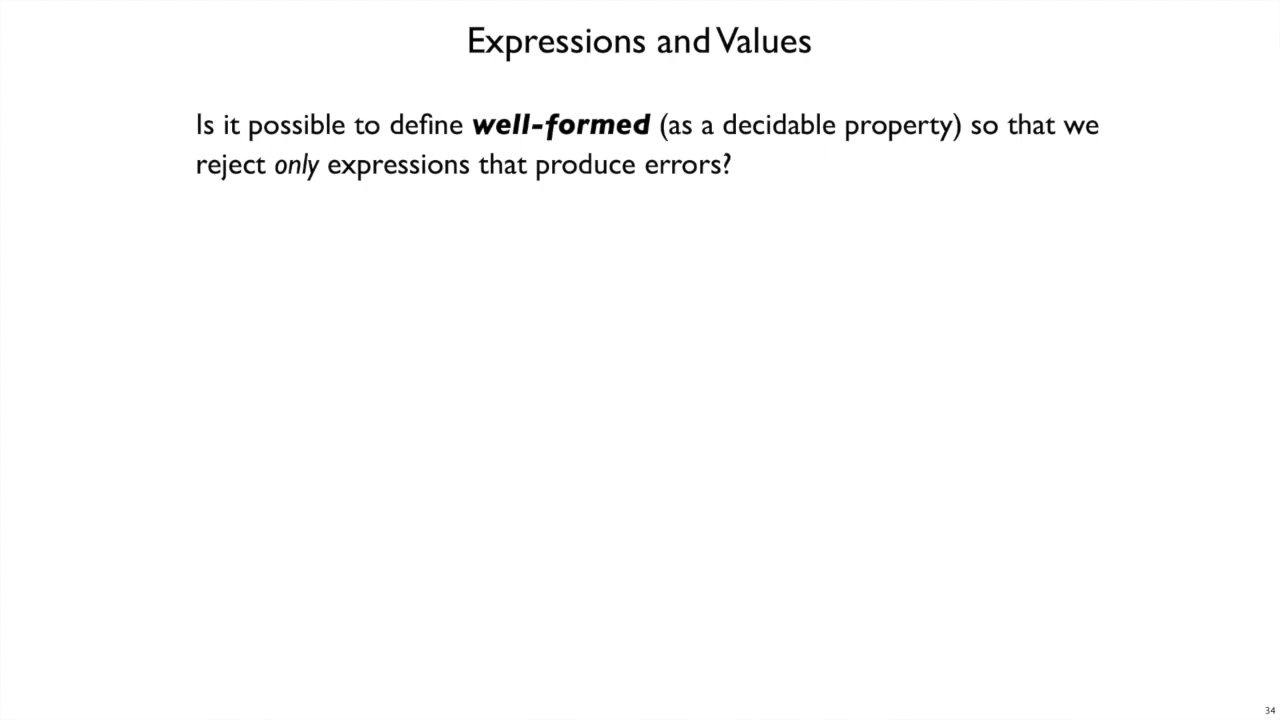 Expressions and Values
Is it possible to define well-formed (as a decidable property) so that we
reject only expressions that produce errors?
34